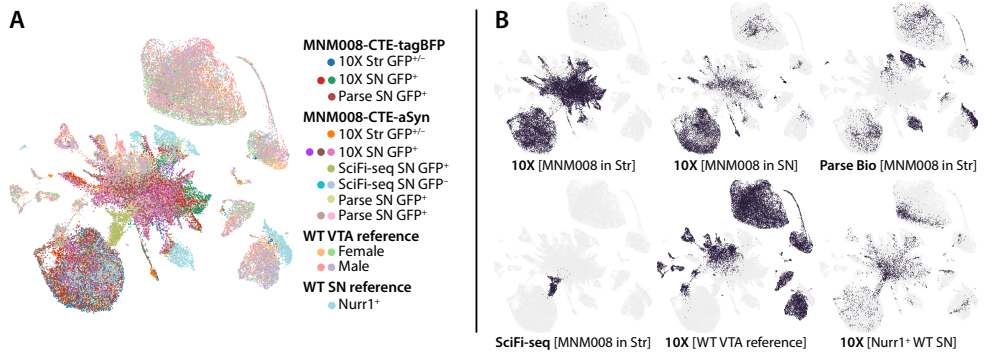 A
MNM008-CTE-tagBFP
10X Str GFP⁺/⁻
10X SN GFP⁺
Parse SN GFP⁺
MNM008-CTE-aSyn
10X Str GFP⁺/⁻
10X SN GFP⁺
SciFi-seq SN GFP⁺
SciFi-seq SN GFP⁻
Parse SN GFP⁺
Parse SN GFP⁺
WT VTA reference
Female
Male
WT SN reference
Nurr1⁺
B
10X [MNM008 in Str]
10X [MNM008 in SN]
Parse Bio [MNM008 in Str]
SciFi-seq [MNM008 in Str]
10X [WT VTA reference]
10X [Nurr1⁺ WT SN]